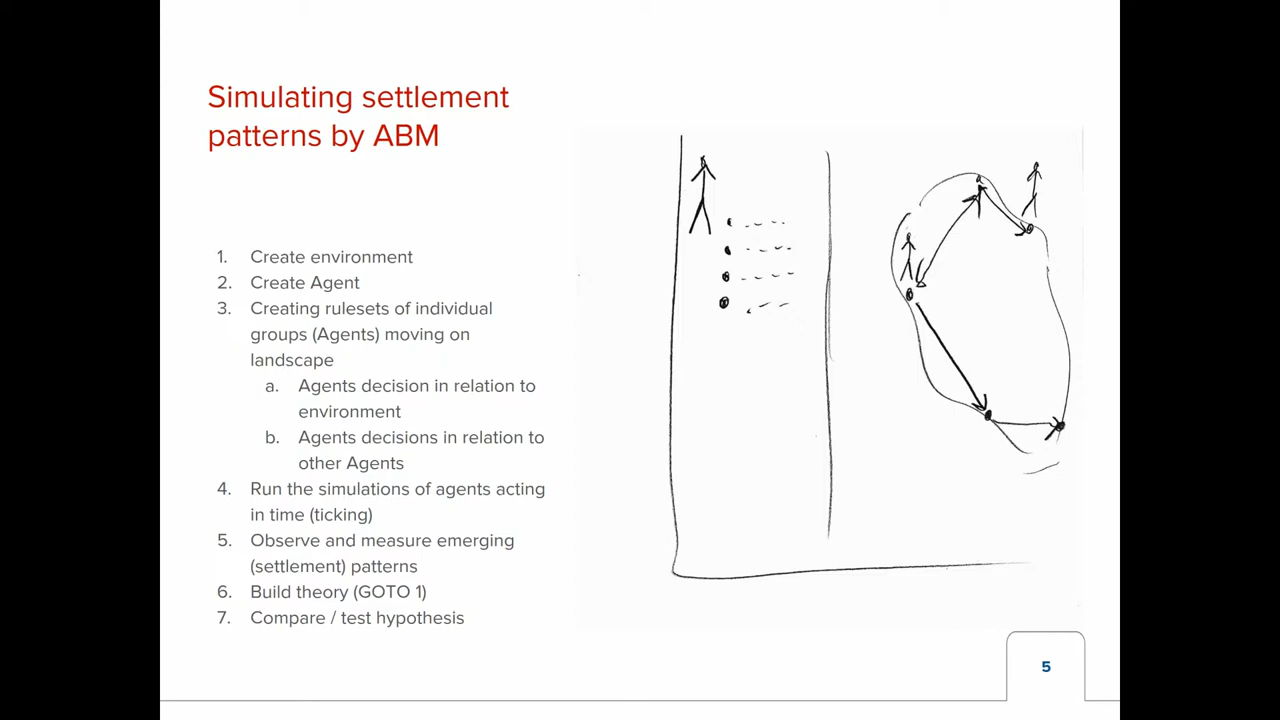 Simulating settlement
patterns by ABM
1. Create environment
2. Create Agent
3. Creating rulesets of individual
groups (Agents) moving on
landscape
a. Agents decision in relation to
environment
b. Agents decisions in relation to
other Agents
4. Run the simulations of agents acting
in time (ticking)
5. Observe and measure emerging
(settlement) patterns
6. Build theory (GOTO 1)
7. Compare / test hypothesis
5